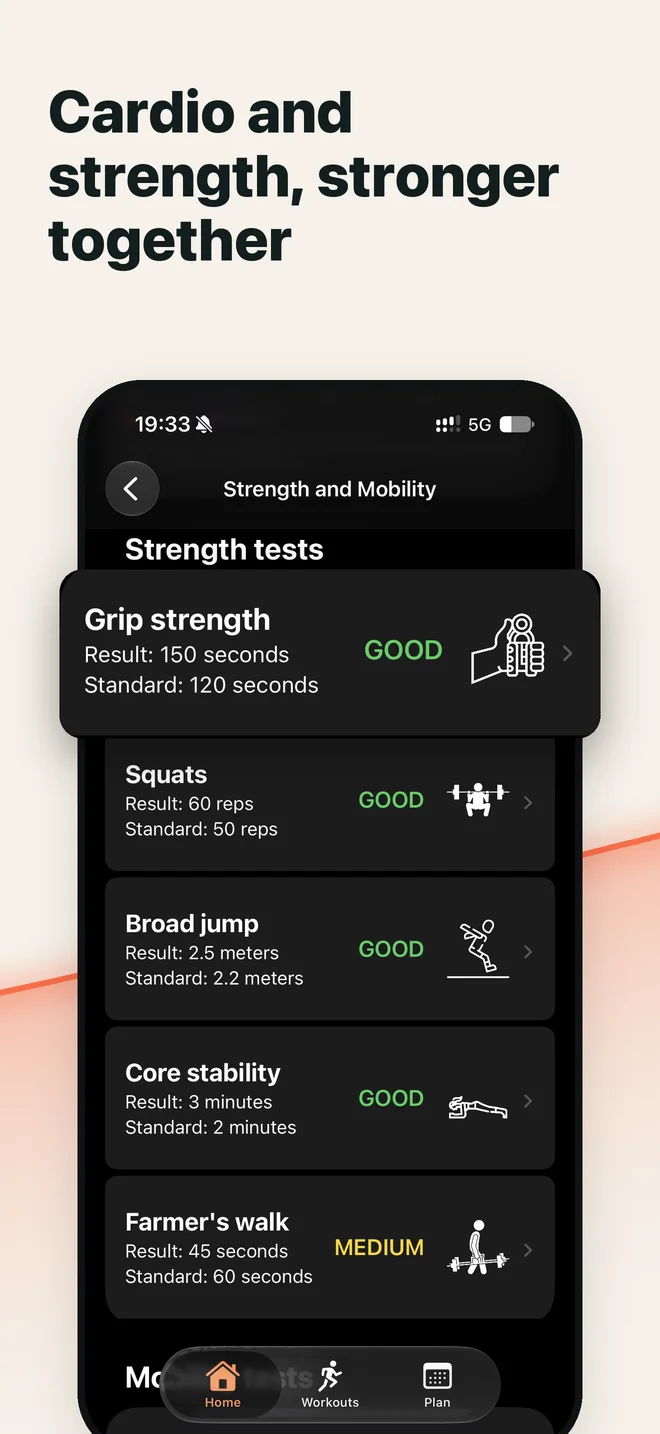 Cardio and
strength, stronger
together
19:33
5G
Strength and Mobility
Strength tests
Grip strength
Result: 150 seconds
Standard: 120 seconds
GOOD
Squats
Result: 60 reps
Standard: 50 reps
GOOD
Broad jump
Result: 2.5 meters
Standard: 2.2 meters
GOOD
Core stability
Result: 3 minutes
Standard: 2 minutes
GOOD
Farmer's walk
Result: 45 seconds
Standard: 60 seconds
MEDIUM
tests
Home
Workouts
Plan